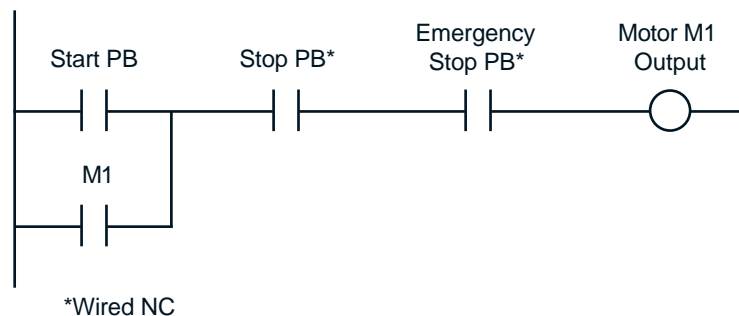 Start PB
Stop PB*
Emergency
Stop PB*
Motor M1
Output
M1
*Wired NC